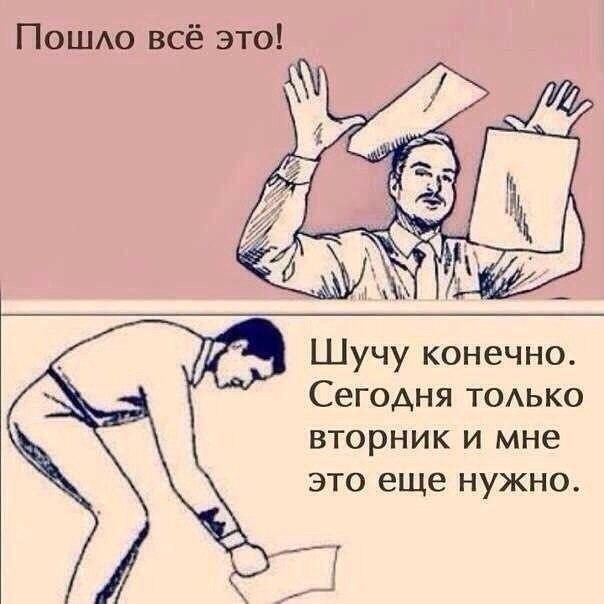 Пошло всё это!
Шучу конечно.
Сегодня только
вторник и мне
это еще нужно.